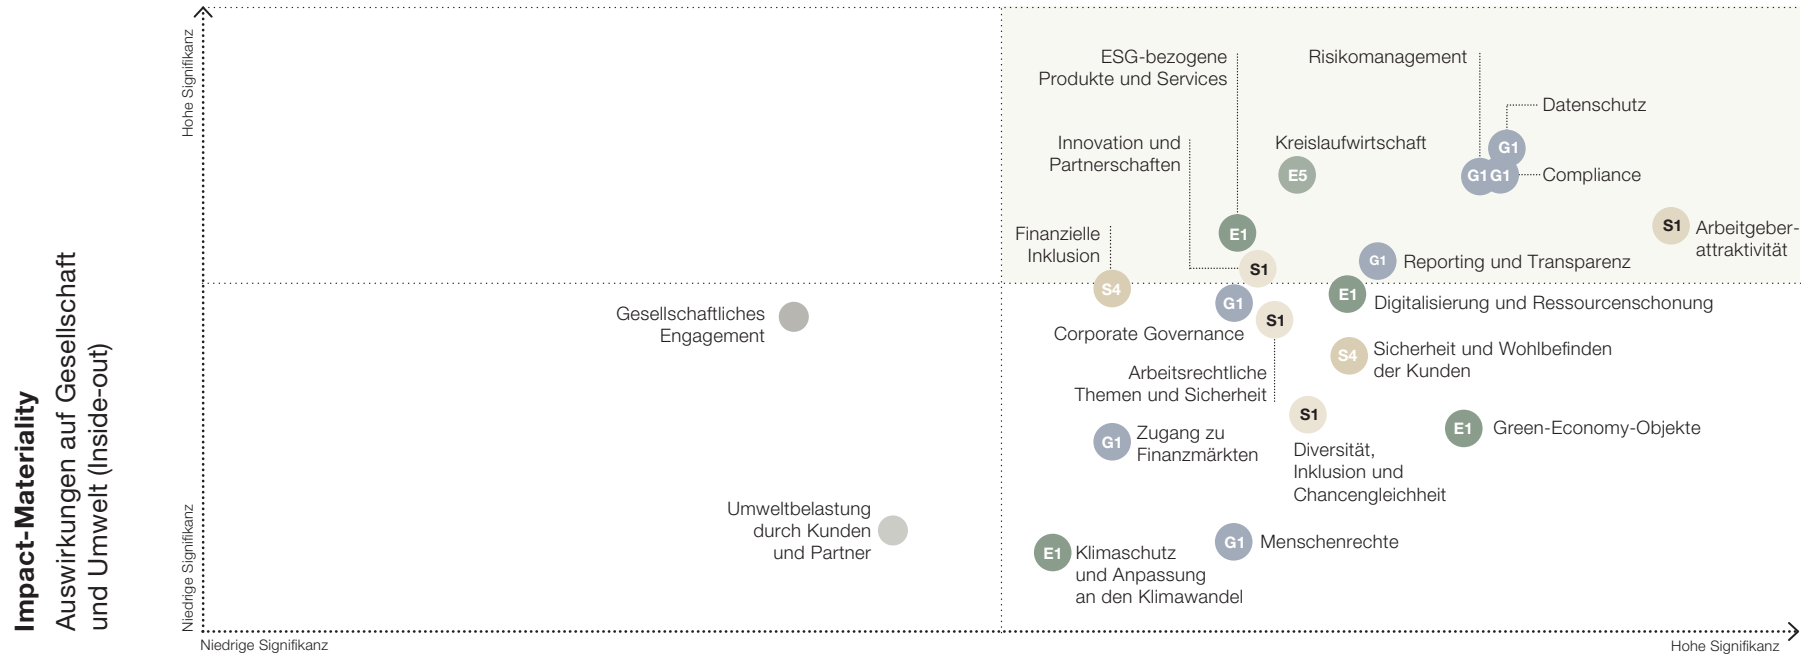 Impact-Materiality
Auswirkungen auf Gesellschaft
und Umwelt (Inside-out)
Hohe Signifikanz
Niedrige Signifikanz
ESG-bezogene
Produkte und Services
E1
Risikomanagement
G1
Datenschutz
G1
Compliance
G1
Innovation und
Partnerschaften
S1
Kreislaufwirtschaft
E5
Finanzielle
Inklusion
S4
S1
Arbeitgeber-
attraktivität
G1
Reporting und Transparenz
E1
Digitalisierung und Ressourcenschonung
Gesellschaftliches
Engagement
G1
Corporate Governance
S1
Arbeitsrechtliche
Themen und Sicherheit
S4
Sicherheit und Wohlbefinden
der Kunden
G1
Zugang zu
Finanzmärkten
S1
Diversität,
Inklusion und
Chancengleichheit
E1
Green-Economy-Objekte
Umweltbelastung
durch Kunden
und Partner
E1
Klimaschutz
und Anpassung
an den Klimawandel
G1
Menschenrechte
Niedrige Signifikanz
Hohe Signifikanz